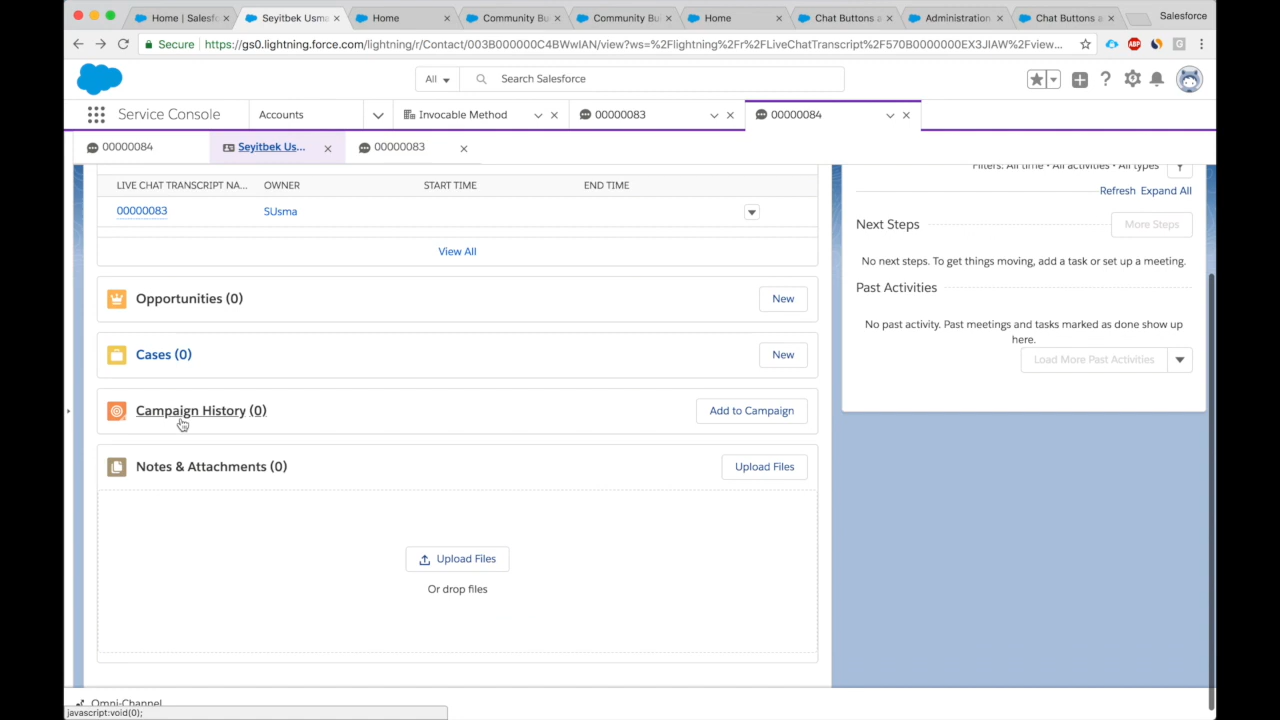 Home | Salesfo
Seyitbek Usma
Home
Community Bu
Community Bu
Home
Chat Buttons a
Administration
Chat Buttons a
Salesforce
Secure
https://gs0.lightning.force.com/lightning/r/Contact/003B000000C4BWwIAN/view?ws=%2Flightning%2Fr%2FLiveChatTranscript%2F570B0000000EX3JIAW%2Fview...
ABP
All
Search Salesforce
Service Console
Accounts
Invocable Method
00000083
00000084
00000084
Seyitbek Us...
00000083
Filters: All time • All activities • All types
LIVE CHAT TRANSCRIPT NA...
OWNER
START TIME
END TIME
Refresh
Expand All
00000083
SUsma
Next Steps
More Steps
View All
No next steps. To get things moving, add a task or set up a meeting.
Past Activities
Opportunities (0)
New
No past activity. Past meetings and tasks marked as done show up
here.
Cases (0)
New
Load More Past Activities
Campaign History (0)
Add to Campaign
Notes & Attachments (0)
Upload Files
Upload Files
Or drop files
Omni-Channel
javascript:void(0);